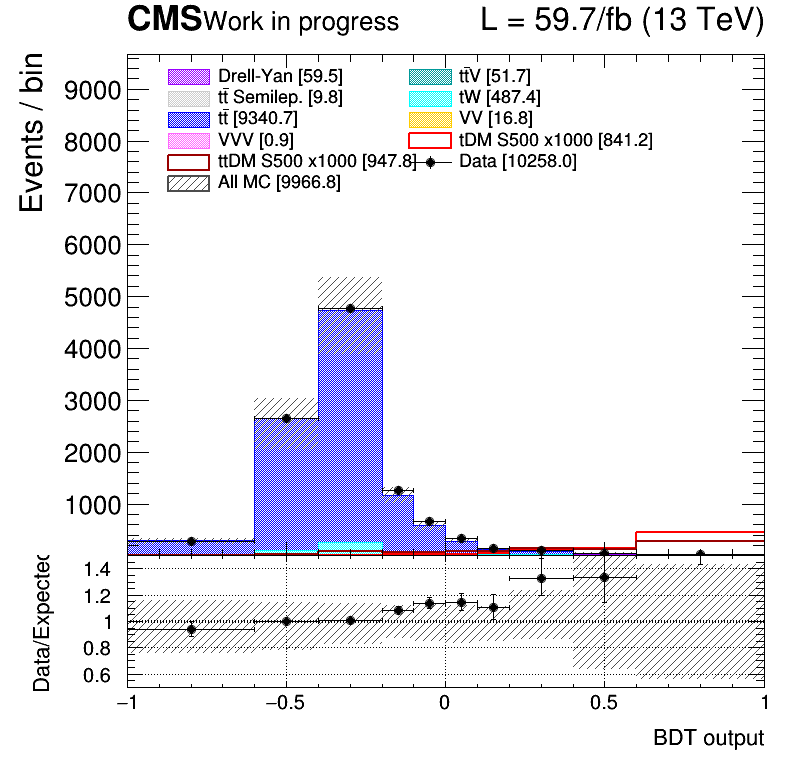 CMS Work in progress L = 59.7/fb (13 TeV)
Events / bin
9000
8000
7000
6000
5000
4000
3000
2000
1000
Drell-Yan [59.5]
tt̄ Semilep. [9.8]
tt̄ [9340.7]
VVV [0.9]
ttDM S500 x1000 [947.8]
All MC [9966.8]
tt̄V [51.7]
tW [487.4]
VV [16.8]
tDM S500 x1000 [841.2]
Data [10258.0]
Data/Expected
1.4
1.2
1
0.8
0.6
−1 −0.5 0 0.5 1
BDT output